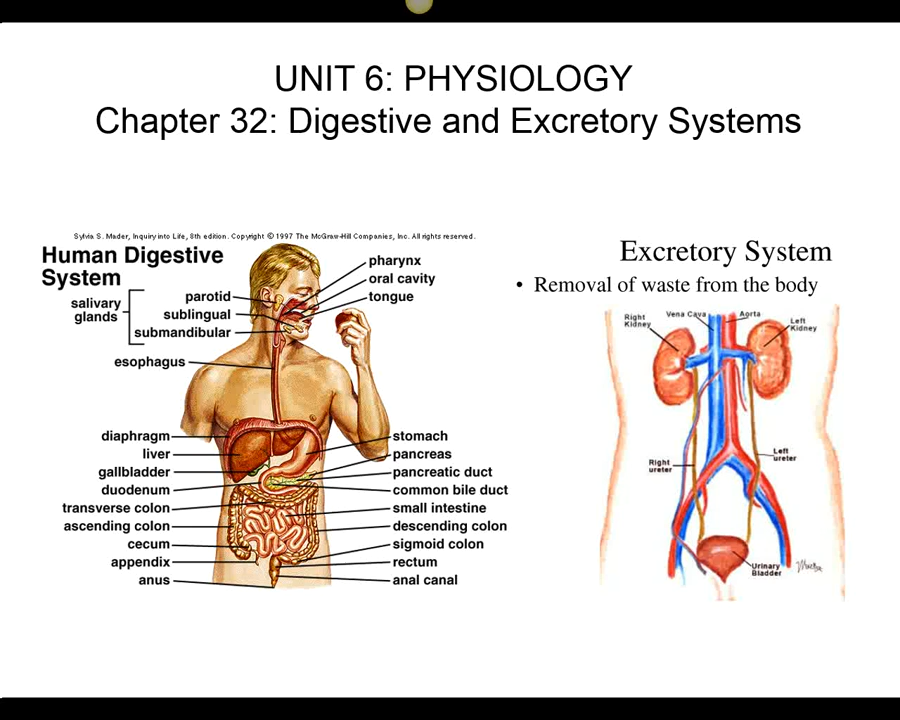 UNIT 6: PHYSIOLOGY
Chapter 32: Digestive and Excretory Systems
Sylvia S. Mader, Inquiry into Life, 8th edition. Copyright © 1997 The McGraw-Hill Companies, Inc. All rights reserved.
Human Digestive
System
salivary
glands
parotid
sublingual
submandibular
esophagus
diaphragm
liver
gallbladder
duodenum
transverse colon
ascending colon
cecum
appendix
anus
pharynx
oral cavity
tongue
stomach
pancreas
pancreatic duct
common bile duct
small intestine
descending colon
sigmoid colon
rectum
anal canal
Excretory System
• Removal of waste from the body
Right
Kidney
Vena Cava
Aorta
Left
Kidney
Right
ureter
Left
ureter
Urinary
Bladder